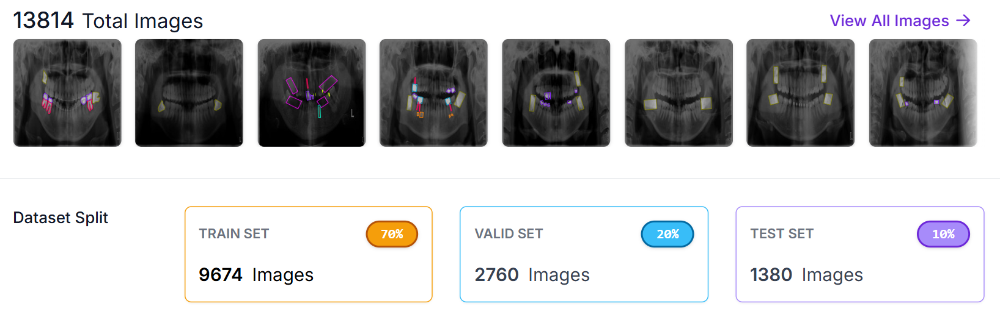 13814 Total Images
View All Images →
L
Dataset Split
TRAIN SET
70%
9674 Images
VALID SET
20%
2760 Images
TEST SET
10%
1380 Images